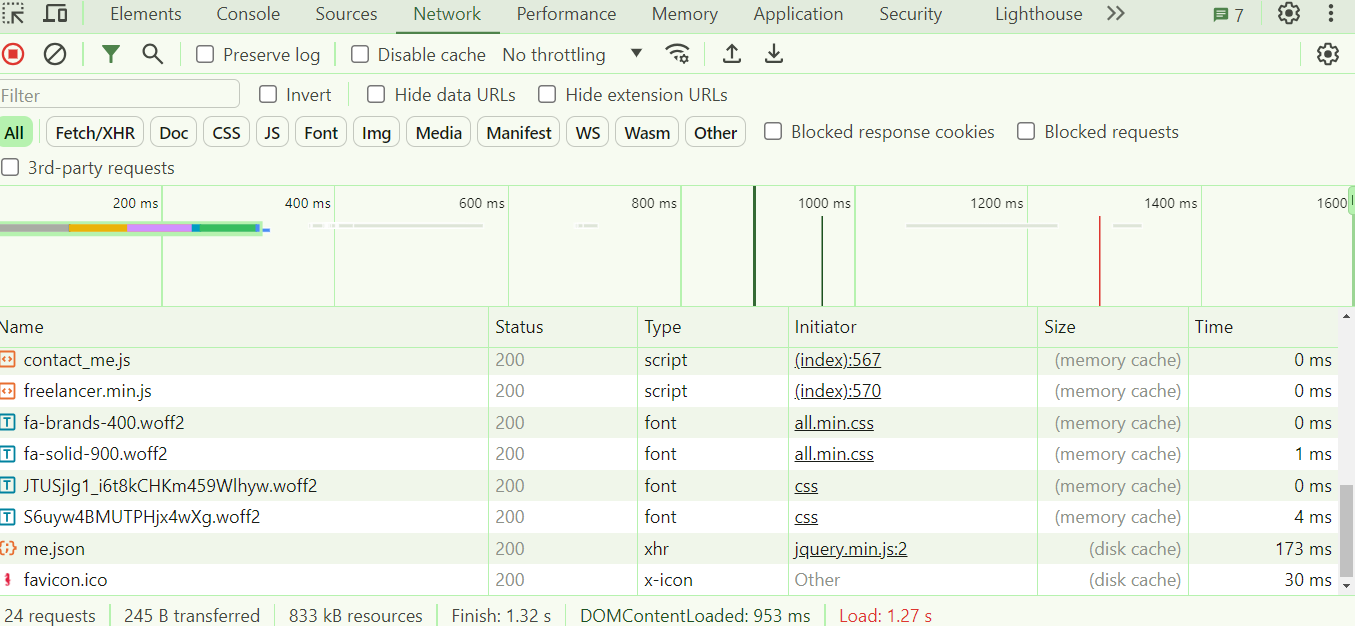 Elements Console Sources Network Performance Memory Application Security Lighthouse 7
Preserve log Disable cache No throttling
Filter Invert Hide data URLs Hide extension URLs
All Fetch/XHR Doc CSS JS Font Img Media Manifest WS Wasm Other Blocked response cookies Blocked requests
3rd-party requests
200 ms 400 ms 600 ms 800 ms 1000 ms 1200 ms 1400 ms 1600
Name Status Type Initiator Size Time
contact_me.js 200 script (index):567 (memory cache) 0 ms
freelancer.min.js 200 script (index):570 (memory cache) 0 ms
fa-brands-400.woff2 200 font all.min.css (memory cache) 0 ms
fa-solid-900.woff2 200 font all.min.css (memory cache) 1 ms
JTUSjIg1_i6t8kCHKm459Wlhyw.woff2 200 font css (memory cache) 0 ms
S6uyw4BMUTPHjx4wXg.woff2 200 font css (memory cache) 4 ms
me.json 200 xhr jquery.min.js:2 (disk cache) 173 ms
favicon.ico 200 x-icon Other (disk cache) 30 ms
24 requests 245 B transferred 833 kB resources Finish: 1.32 s DOMContentLoaded: 953 ms Load: 1.27 s